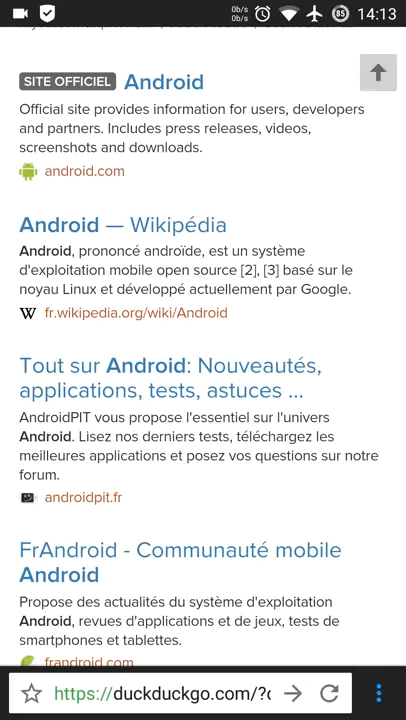 0b/s
0b/s
85
14:13
SITE OFFICIEL Android
Official site provides information for users, developers
and partners. Includes press releases, videos,
screenshots and downloads.
android.com
Android — Wikipédia
Android, prononcé androïde, est un système
d'exploitation mobile open source [2], [3] basé sur le
noyau Linux et développé actuellement par Google.
W fr.wikipedia.org/wiki/Android
Tout sur Android: Nouveautés,
applications, tests, astuces ...
AndroidPIT vous propose l'essentiel sur l'univers
Android. Lisez nos derniers tests, téléchargez les
meilleures applications et posez vos questions sur notre
forum.
androidpit.fr
FrAndroid - Communauté mobile
Android
Propose des actualités du système d'exploitation
Android, revues d'applications et de jeux, tests de
smartphones et tablettes.
frandroid.com
https://duckduckgo.com/?